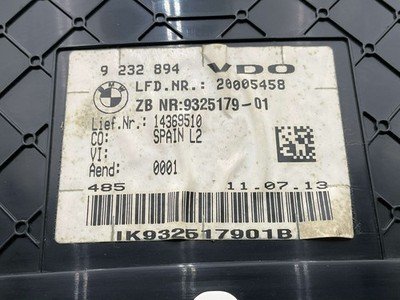 9 232 894 VDO
LFD.NR.: 20005458
BMW
ZB NR:9325179-01
Lief.Nr.: 14369510
CO: SPAIN L2
VI:
Aend: 0001
485 11.07.13
IK932517901B